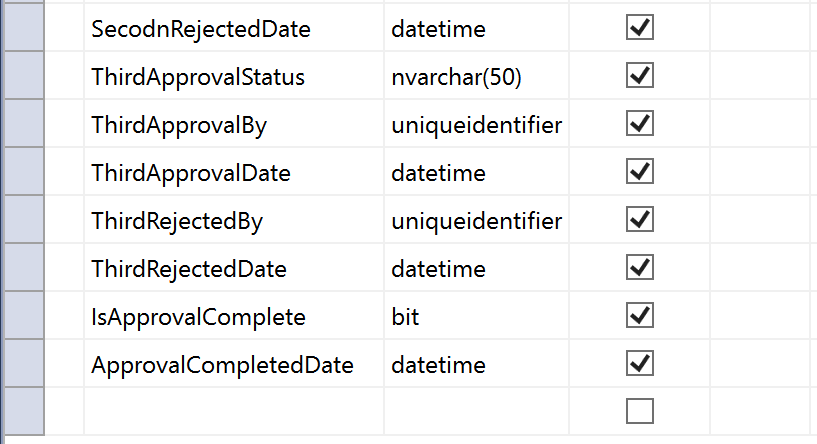 SecodnRejectedDate datetime
ThirdApprovalStatus nvarchar(50)
ThirdApprovalBy uniqueidentifier
ThirdApprovalDate datetime
ThirdRejectedBy uniqueidentifier
ThirdRejectedDate datetime
IsApprovalComplete bit
ApprovalCompletedDate datetime